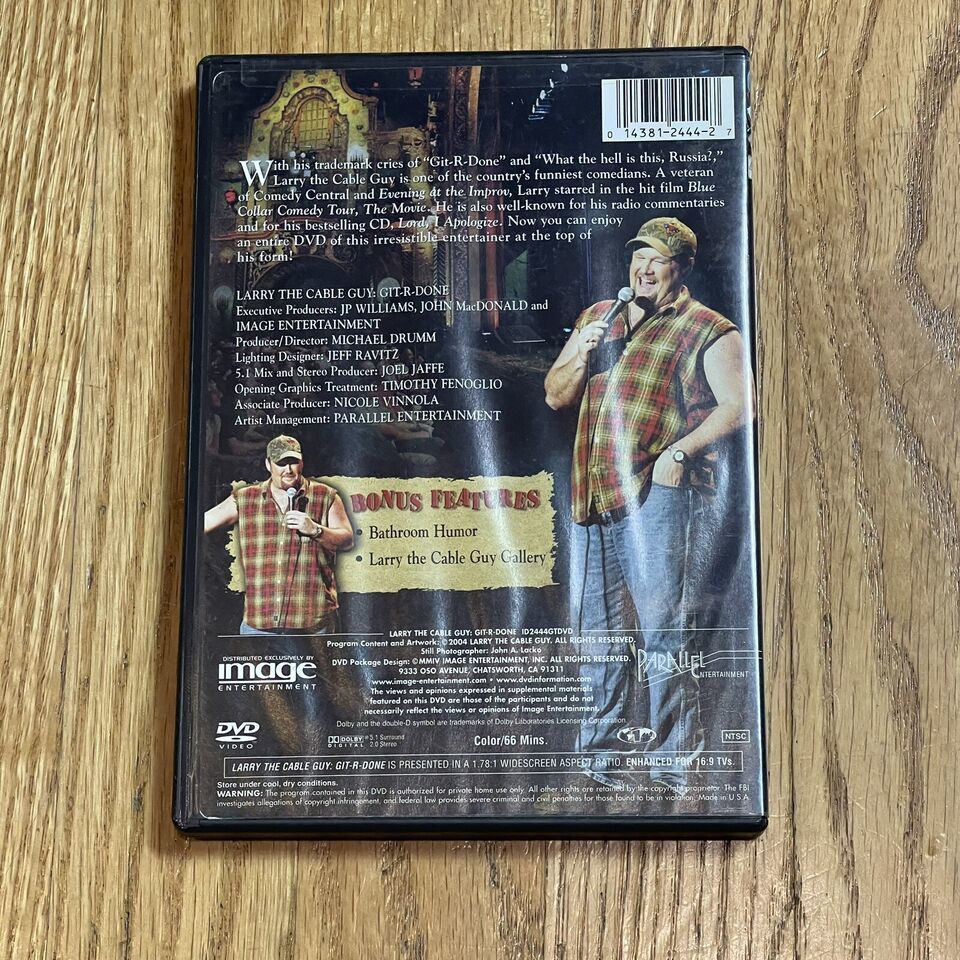 0 14381-2444-2 7
With his trademark cries of "Git-R-Done" and "What the hell is this, Russia?,"
Larry the Cable Guy is one of the country's funniest comedians. A veteran
of Comedy Central and Evening at the Improv, Larry starred in the hit film Blue
Collar Comedy Tour, The Movie. He is also well-known for his radio commentaries
and for his bestselling CD, Lord, I Apologize. Now you can enjoy
an entire DVD of this irresistible entertainer at the top of
his form!
LARRY THE CABLE GUY: GIT-R-DONE
Executive Producers: JP WILLIAMS, JOHN MacDONALD and
IMAGE ENTERTAINMENT
Producer/Director: MICHAEL DRUMM
Lighting Designer: JEFF RAVITZ
5.1 Mix and Stereo Producer: JOEL JAFFE
Opening Graphics Treatment: TIMOTHY FENOGLIO
Associate Producer: NICOLE VINNOLA
Artist Management: PARALLEL ENTERTAINMENT
BONUS FEATURES
• Bathroom Humor
• Larry the Cable Guy Gallery
LARRY THE CABLE GUY: GIT-R-DONE ID2444GTDVD
Program Content and Artwork: ©2004 LARRY THE CABLE GUY. ALL RIGHTS RESERVED.
Still Photographer: John A. Lacko
DVD Package Design: ©MMIV IMAGE ENTERTAINMENT, INC. ALL RIGHTS RESERVED.
9333 OSO AVENUE, CHATSWORTH, CA 91311
www.image-entertainment.com • www.dvdinformation.com
The views and opinions expressed in supplemental materials
featured on this DVD are those of the participants and do not
necessarily reflect the views or opinions of Image Entertainment.
Dolby and the double-D symbol are trademarks of Dolby Laboratories Licensing Corporation
DISTRIBUTED EXCLUSIVELY BY
image
ENTERTAINMENT
PARALLEL
ENTERTAINMENT
DVD
VIDEO
DOLBY
DIGITAL
5.1 Surround
2.0 Stereo
Color/66 Mins.
NTSC
LARRY THE CABLE GUY: GIT-R-DONE IS PRESENTED IN A 1.78:1 WIDESCREEN ASPECT RATIO. ENHANCED FOR 16:9 TVs.
Store under cool, dry conditions.
WARNING: The program contained in this DVD is authorized for private home use only. All other rights are retained by the copyright proprietor. The FBI
investigates allegations of copyright infringement, and federal law provides severe criminal and civil penalties for those found to be in violation. Made in U.S.A.